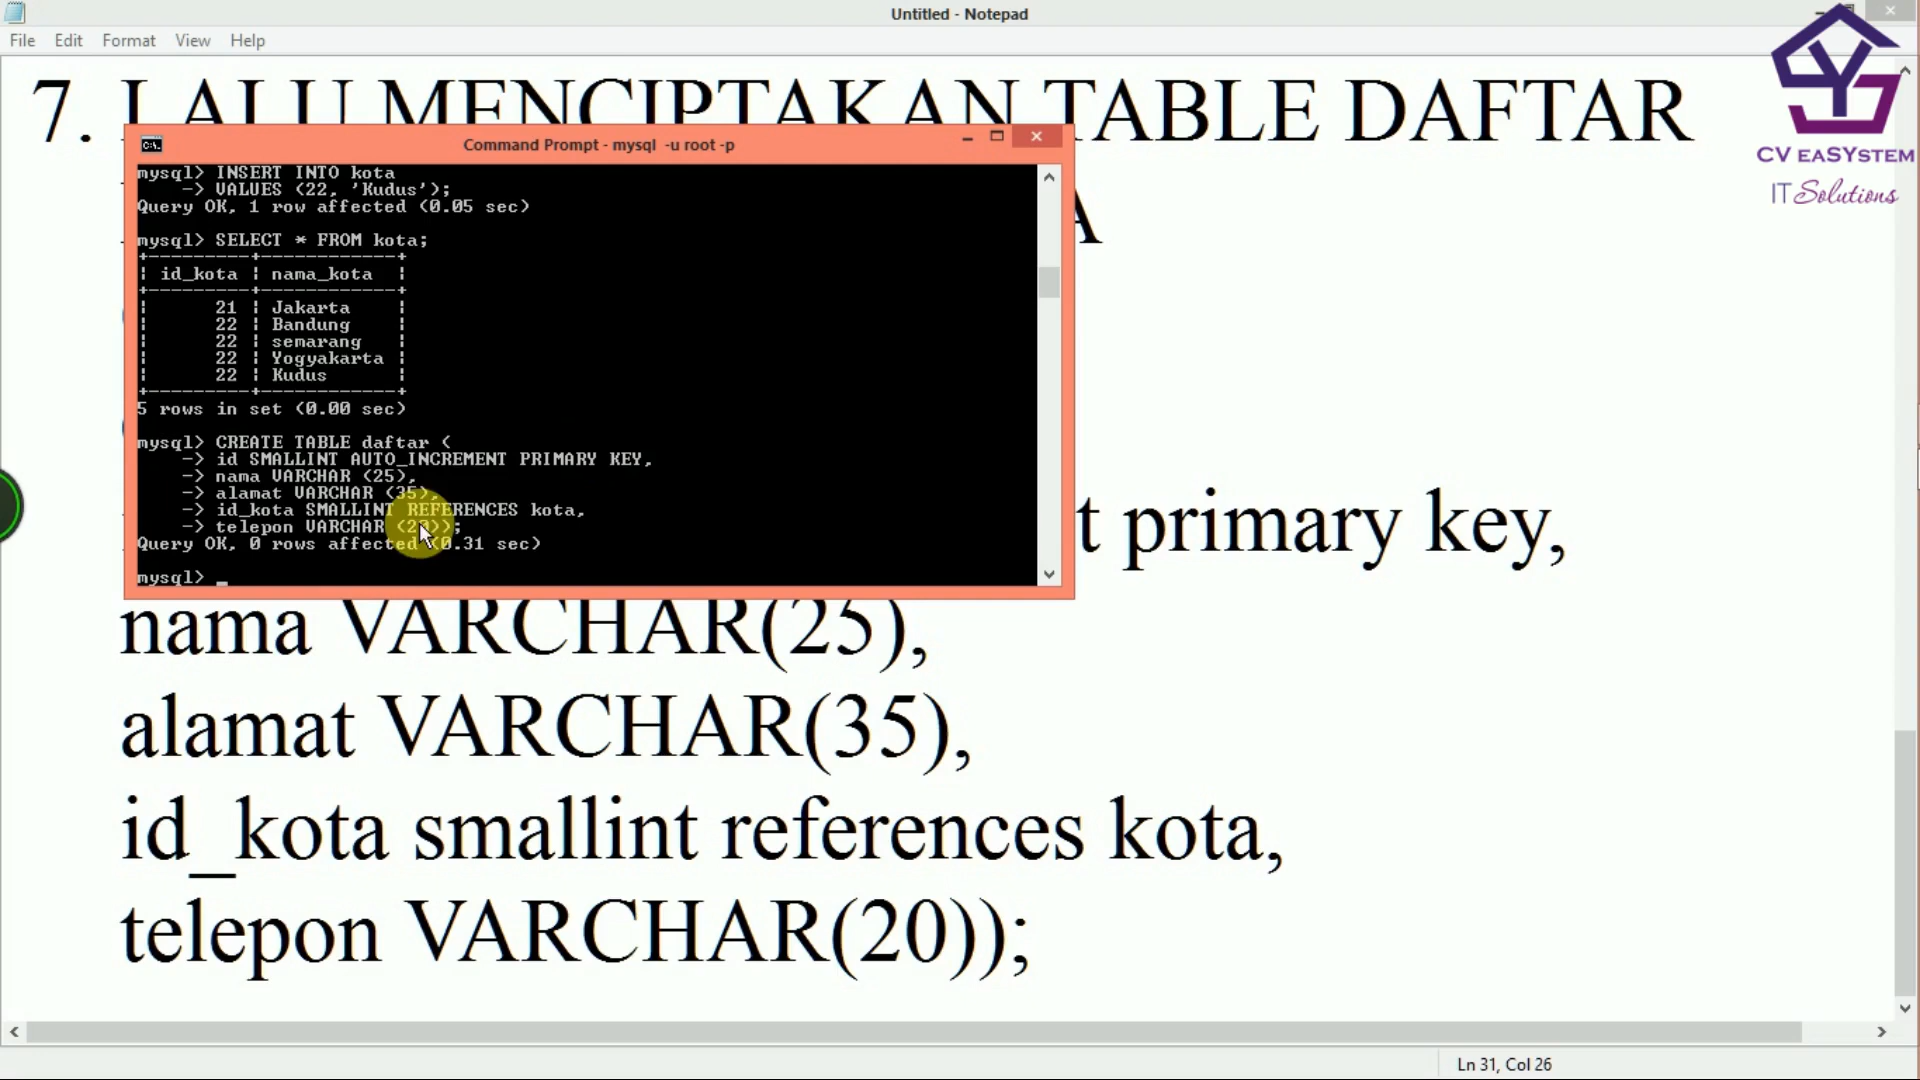 Untitled - Notepad
File Edit Format View Help
7. LALU MENCIPTAKAN TABLE DAFTAR
CV eaSYstem
IT Solutions
Command Prompt - mysql -u root -p
mysql> INSERT INTO kota
-> VALUES (22, 'Kudus');
Query OK, 1 row affected (0.05 sec)
mysql> SELECT * FROM kota;
+---------+------------+
| id_kota | nama_kota |
+---------+------------+
| 21 | Jakarta |
| 22 | Bandung |
| 22 | semarang |
| 22 | Yogyakarta |
| 22 | Kudus |
+---------+------------+
5 rows in set (0.00 sec)
mysql> CREATE TABLE daftar (
-> id SMALLINT AUTO_INCREMENT PRIMARY KEY,
-> nama VARCHAR (25),
-> alamat VARCHAR (35),
-> id_kota SMALLINT REFERENCES kota,
-> telepon VARCHAR (20));
Query OK, 0 rows affected (0.31 sec)
mysql> _
t primary key,
nama VARCHAR(25),
alamat VARCHAR(35),
id_kota smallint references kota,
telepon VARCHAR(20));
Ln 31, Col 26